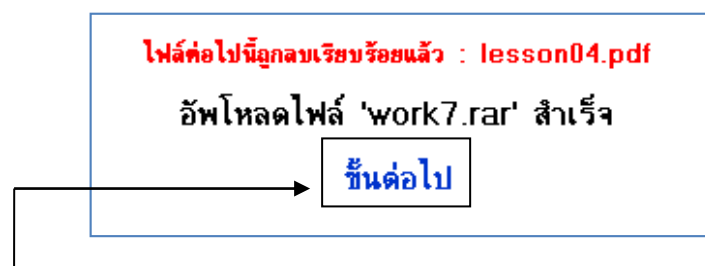 ไฟล์ต่อไปนี้ถูกลบเรียบร้อยแล้ว : lesson04.pdf
อัพโหลดไฟล์ 'work7.rar' สำเร็จ
ขั้นต่อไป